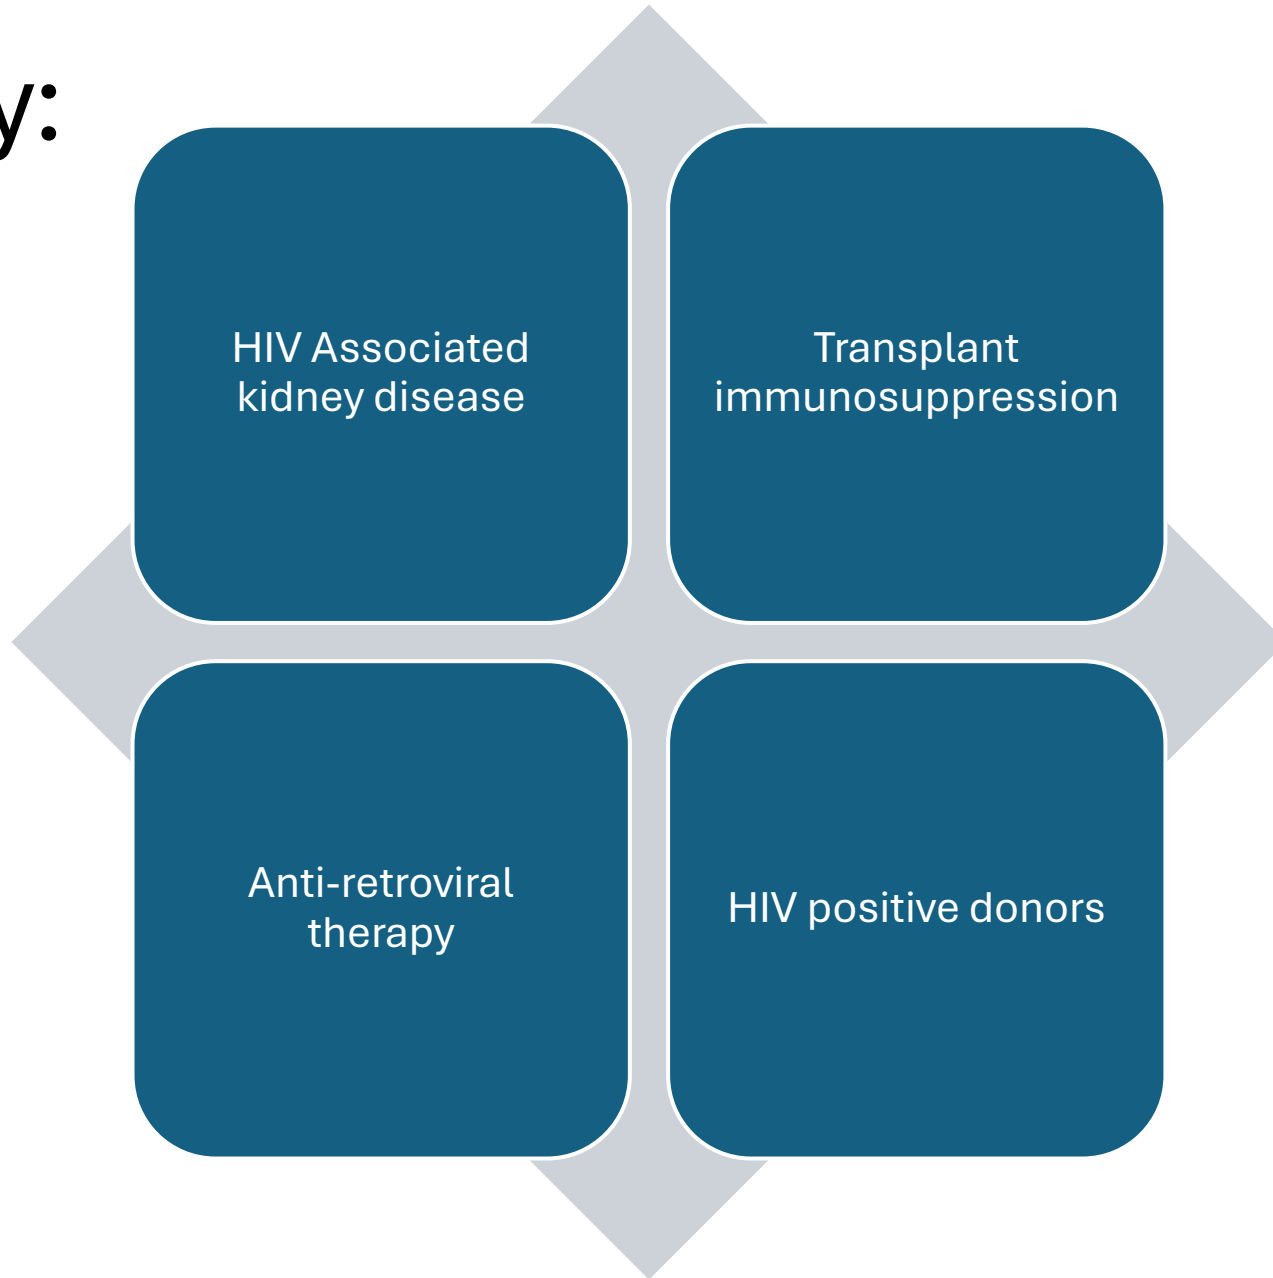 y:
HIV Associated
kidney disease
Transplant
immunosuppression
Anti-retroviral
therapy
HIV positive donors